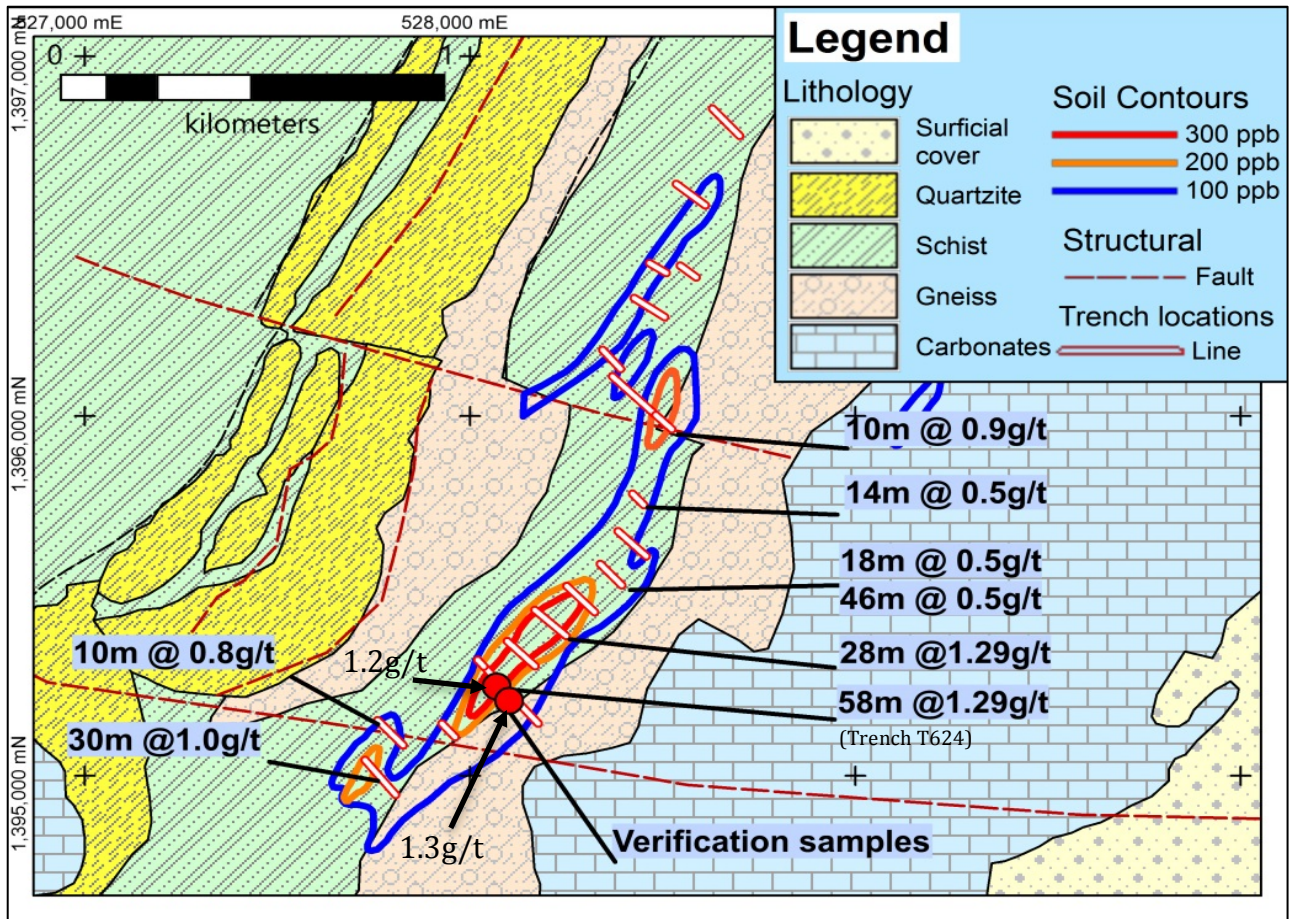 527,000 mE
528,000 mE
1,397,000 mN
0
1
kilometers
Legend
Lithology
Surficial
cover
Quartzite
Schist
Gneiss
Carbonates
Soil Contours
300 ppb
200 ppb
100 ppb
Structural
Fault
Trench locations
Line
1,396,000 mN
10m @ 0.9g/t
14m @ 0.5g/t
18m @ 0.5g/t
46m @ 0.5g/t
10m @ 0.8g/t
1.2g/t
28m @1.29g/t
58m @1.29g/t
(Trench T624)
30m @1.0g/t
1,395,000 mN
1.3g/t
Verification samples